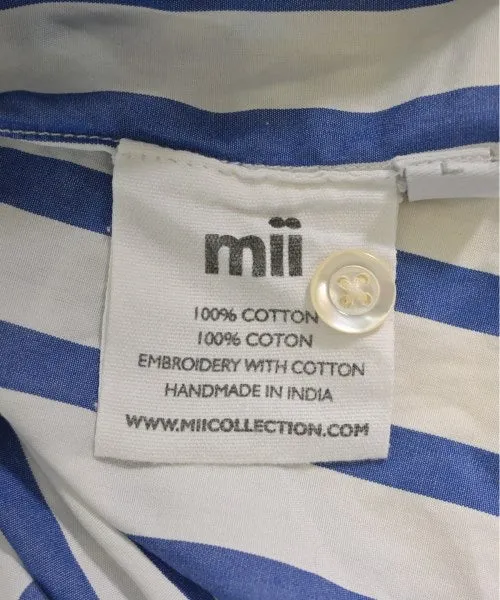 mii
100% COTTON
100% COTON
EMBROIDERY WITH COTTON
HANDMADE IN INDIA
WWW.MIICOLLECTION.COM